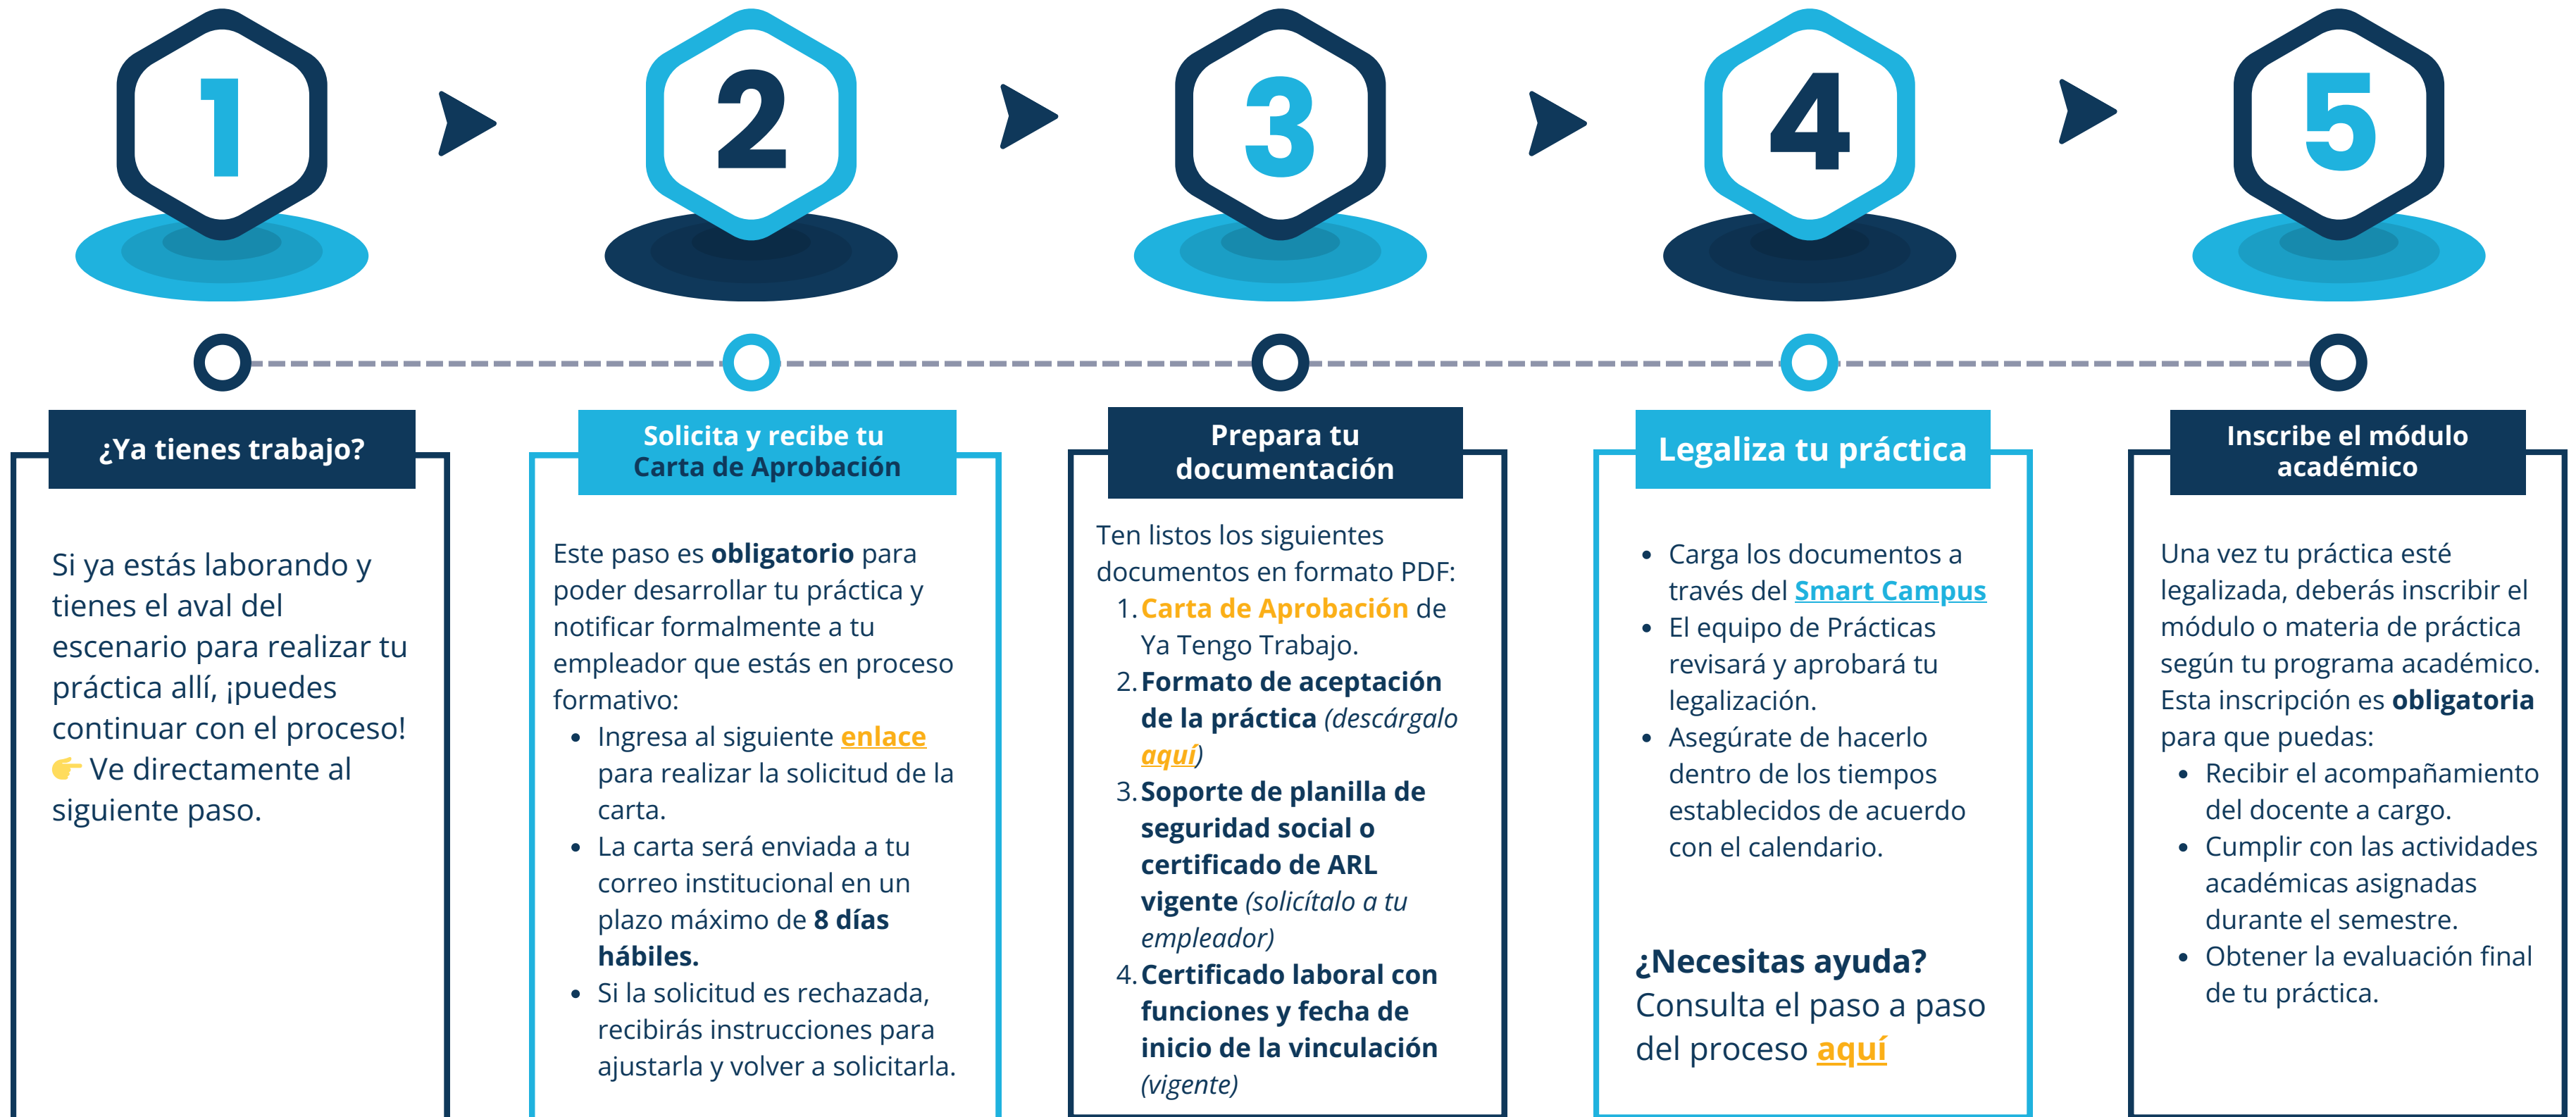 1
2
3
4
5
¿Ya tienes trabajo?
Si ya estás laborando y
tienes el aval del
escenario para realizar tu
práctica allí, ¡puedes
continuar con el proceso!
👉 Ve directamente al
siguiente paso.
Solicita y recibe tu
Carta de Aprobación
Este paso es obligatorio para
poder desarrollar tu práctica y
notificar formalmente a tu
empleador que estás en proceso
formativo:
• Ingresa al siguiente enlace
para realizar la solicitud de la
carta.
• La carta será enviada a tu
correo institucional en un
plazo máximo de 8 días
hábiles.
• Si la solicitud es rechazada,
recibirás instrucciones para
ajustarla y volver a solicitarla.
Prepara tu
documentación
Ten listos los siguientes
documentos en formato PDF:
1. Carta de Aprobación de
Ya Tengo Trabajo.
2. Formato de aceptación
de la práctica (descárgalo
aquí)
3. Soporte de planilla de
seguridad social o
certificado de ARL
vigente (solicítalo a tu
empleador)
4. Certificado laboral con
funciones y fecha de
inicio de la vinculación
(vigente)
Legaliza tu práctica
• Carga los documentos a
través del Smart Campus
• El equipo de Prácticas
revisará y aprobará tu
legalización.
• Asegúrate de hacerlo
dentro de los tiempos
establecidos de acuerdo
con el calendario.
¿Necesitas ayuda?
Consulta el paso a paso
del proceso aquí
Inscribe el módulo
académico
Una vez tu práctica esté
legalizada, deberás inscribir el
módulo o materia de práctica
según tu programa académico.
Esta inscripción es obligatoria
para que puedas:
• Recibir el acompañamiento
del docente a cargo.
• Cumplir con las actividades
académicas asignadas
durante el semestre.
• Obtener la evaluación final
de tu práctica.